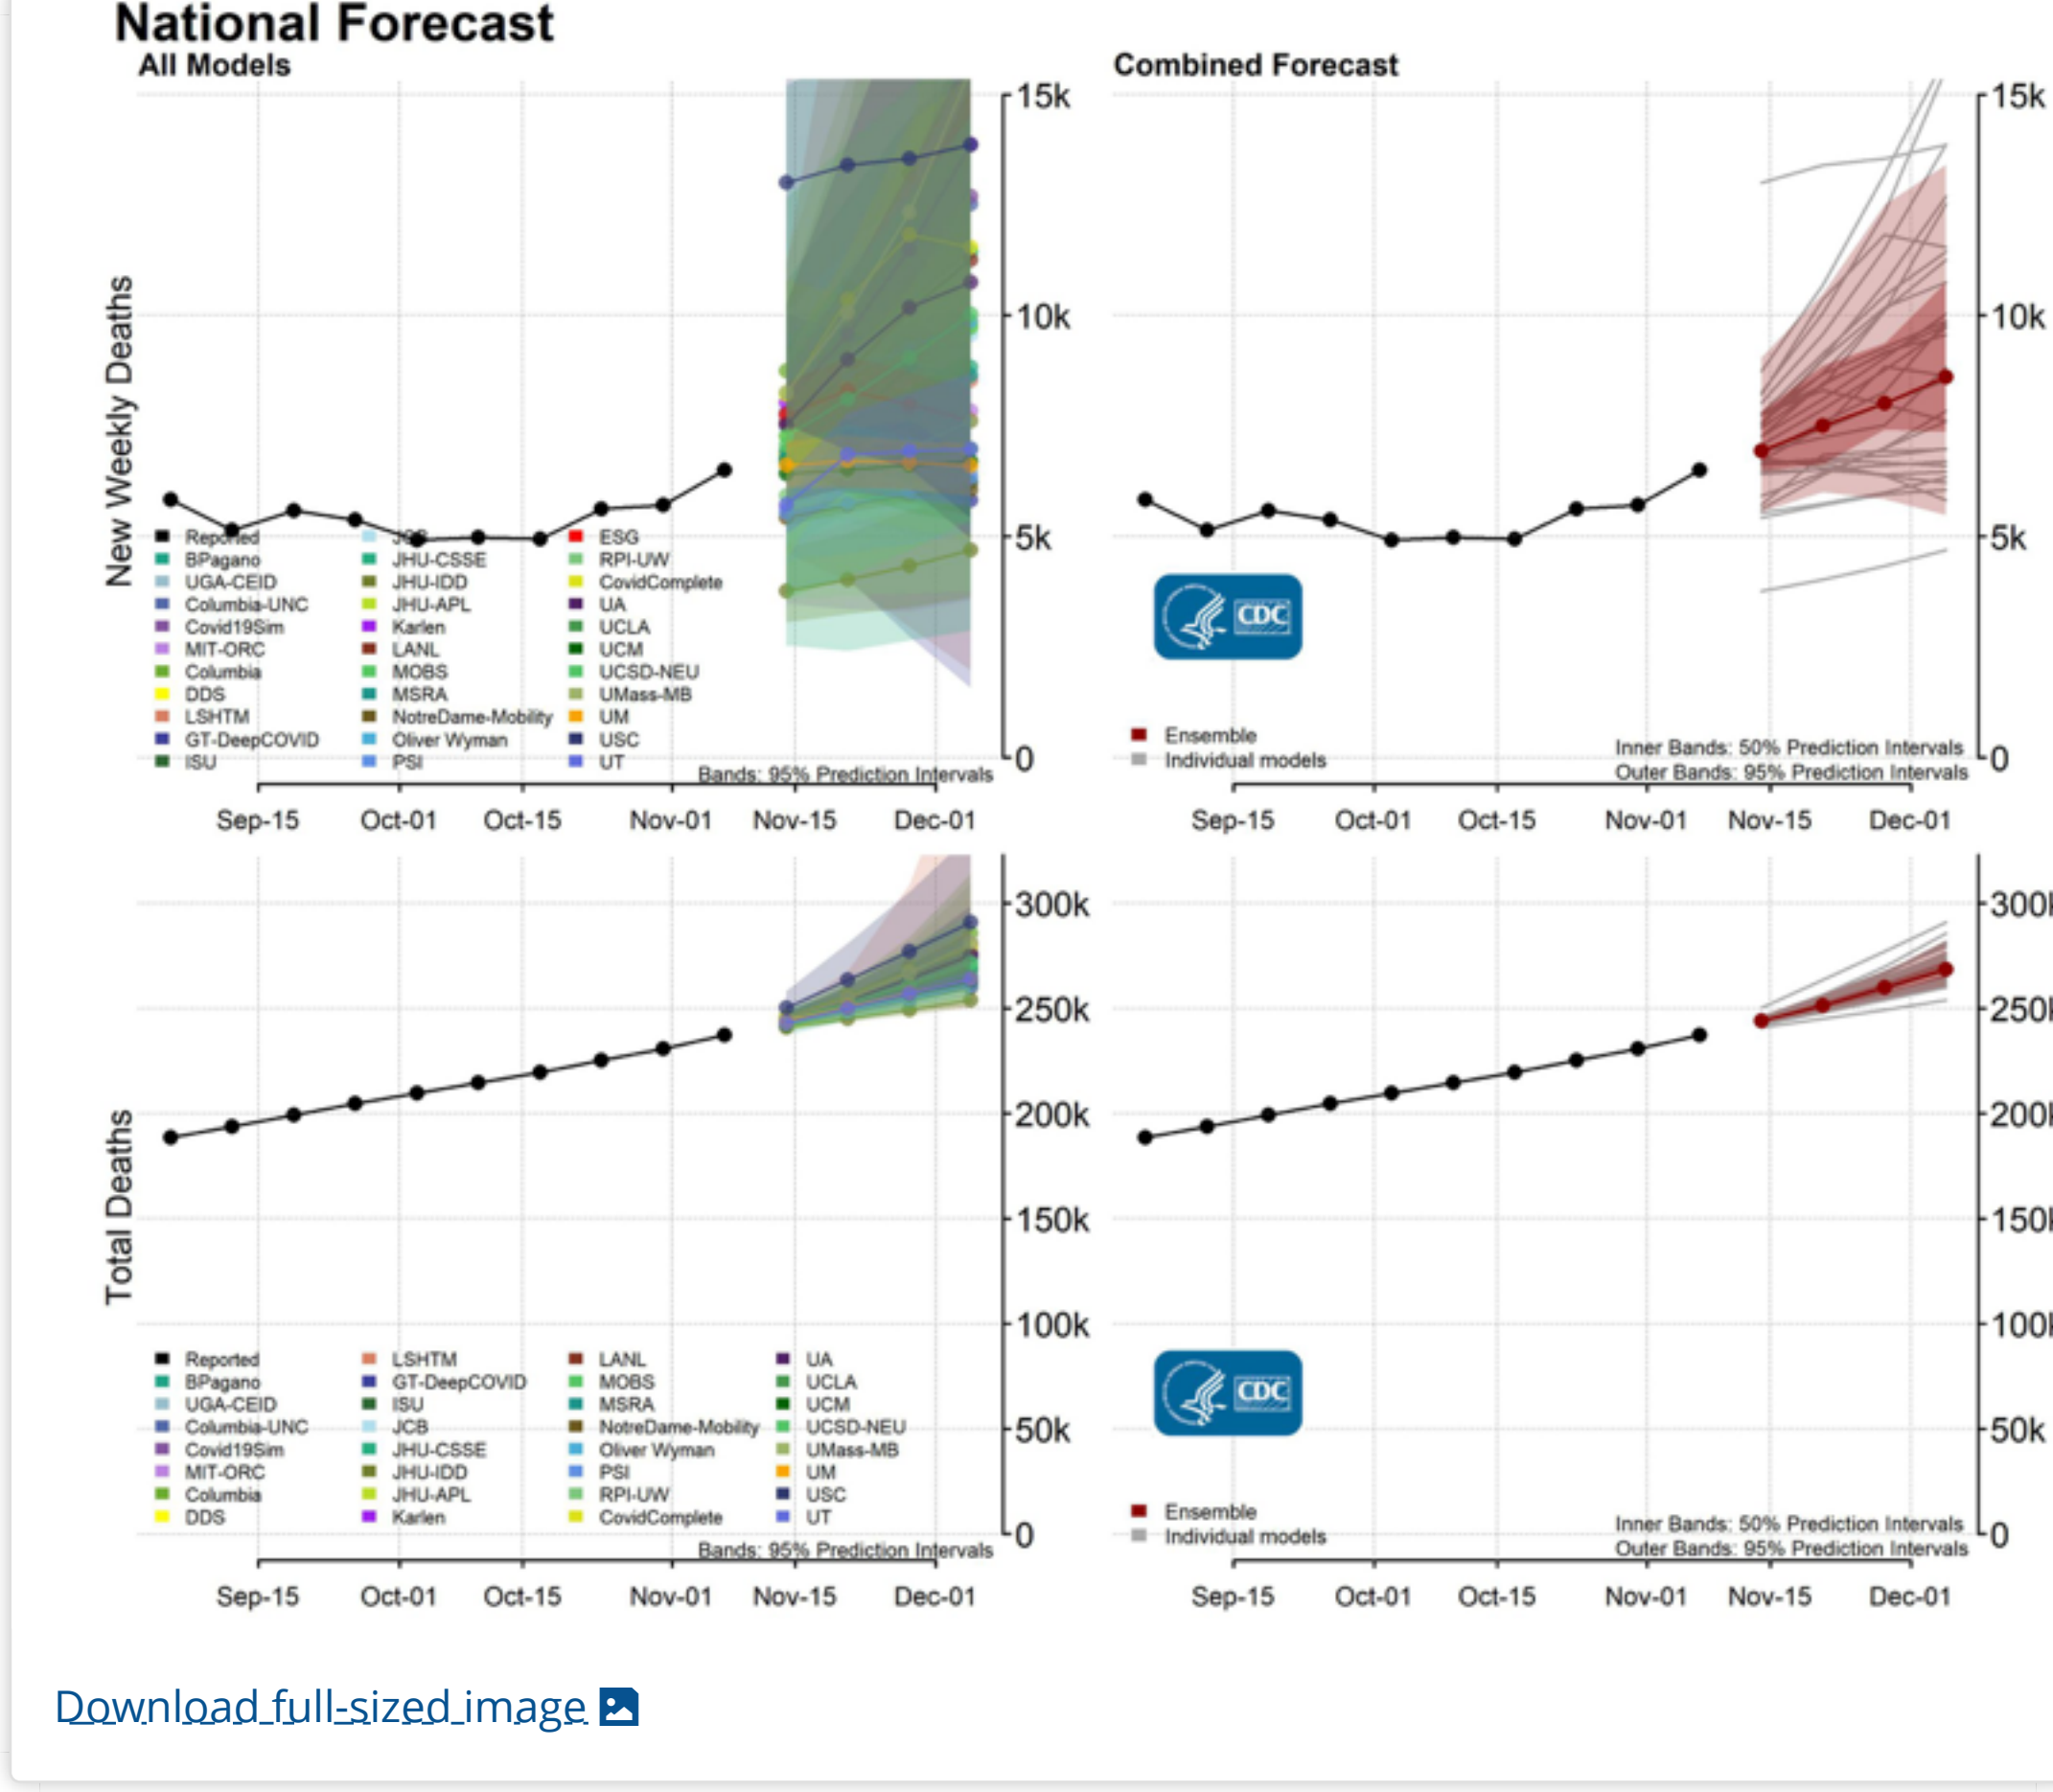 National Forecast
All Models
New Weekly Deaths
15k
10k
5k
0
Reported
BPagano
UGA-CEID
Columbia-UNC
Covid19Sim
MIT-ORC
Columbia
DDS
LSHTM
GT-DeepCOVID
ISU
JCB
JHU-CSSE
JHU-IDD
JHU-APL
Karlen
LANL
MOBS
MSRA
NotreDame-Mobility
Oliver Wyman
PSI
ESG
RPI-UW
CovidComplete
UA
UCLA
UCM
UCSD-NEU
UMass-MB
UM
USC
UT
Bands: 95% Prediction Intervals
Sep-15 Oct-01 Oct-15 Nov-01 Nov-15 Dec-01
Combined Forecast
15k
10k
5k
0
CDC
Ensemble
Individual models
Inner Bands: 50% Prediction Intervals
Outer Bands: 95% Prediction Intervals
Sep-15 Oct-01 Oct-15 Nov-01 Nov-15 Dec-01
Total Deaths
300k
250k
200k
150k
100k
50k
0
Reported
BPagano
UGA-CEID
Columbia-UNC
Covid19Sim
MIT-ORC
Columbia
DDS
LSHTM
GT-DeepCOVID
ISU
JCB
JHU-CSSE
JHU-IDD
JHU-APL
Karlen
LANL
MOBS
MSRA
NotreDame-Mobility
Oliver Wyman
PSI
RPI-UW
CovidComplete
UA
UCLA
UCM
UCSD-NEU
UMass-MB
UM
USC
UT
Bands: 95% Prediction Intervals
Sep-15 Oct-01 Oct-15 Nov-01 Nov-15 Dec-01
300k
250k
200k
150k
100k
50k
0
CDC
Ensemble
Individual models
Inner Bands: 50% Prediction Intervals
Outer Bands: 95% Prediction Intervals
Sep-15 Oct-01 Oct-15 Nov-01 Nov-15 Dec-01
Download full-sized image